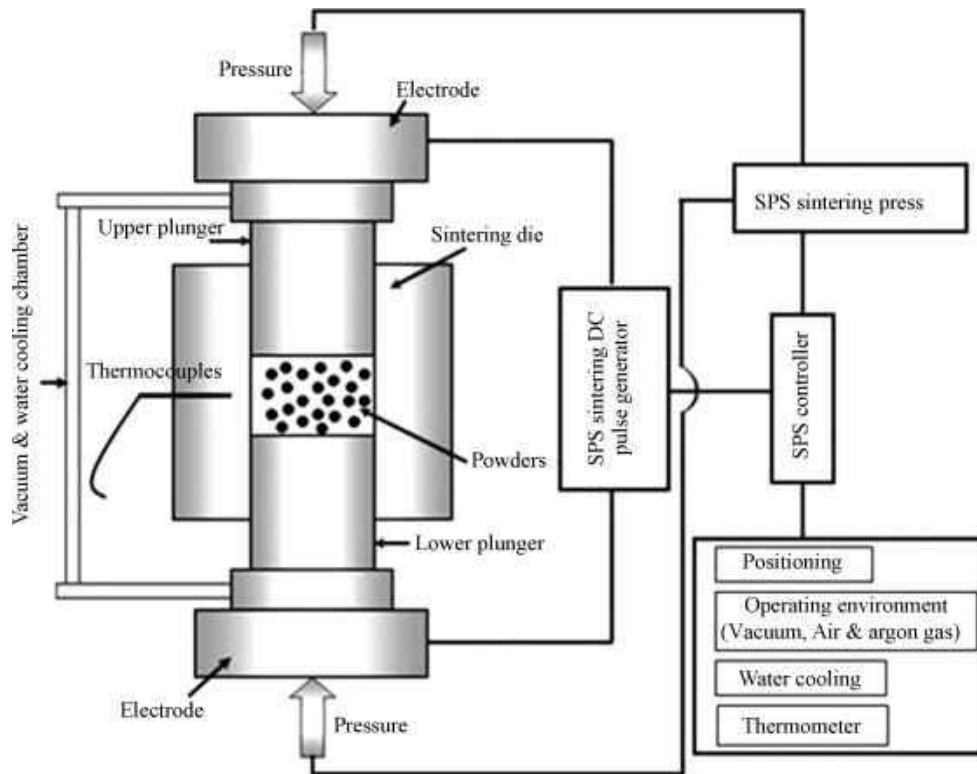 Pressure
Electrode
SPS sintering press
Upper plunger
Sintering die
Vacuum & water cooling chamber
Thermocouples
SPS sintering DC
pulse generator
SPS controller
Powders
Lower plunger
Positioning
Operating environment
(Vacuum, Air & argon gas)
Water cooling
Electrode
Pressure
Thermometer